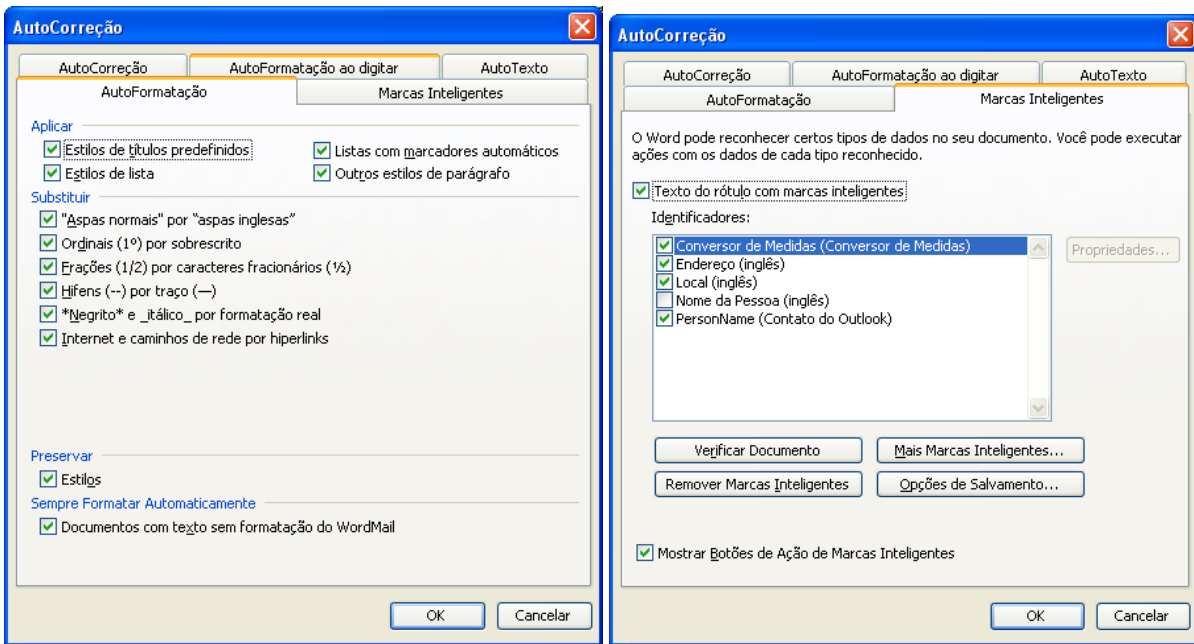 AutoCorreção
AutoCorreção AutoFormatação ao digitar AutoTexto
AutoFormatação Marcas Inteligentes
Aplicar
Estilos de títulos predefinidos Listas com marcadores automáticos
Estilos de lista Outros estilos de parágrafo
Substituir
"Aspas normais" por “aspas inglesas”
Ordinais (1º) por sobrescrito
Frações (1/2) por caracteres fracionários (½)
Hifens (--) por traço (—)
*Negrito* e _itálico_ por formatação real
Internet e caminhos de rede por hiperlinks
Preservar
Estilos
Sempre Formatar Automaticamente
Documentos com texto sem formatação do WordMail
OK Cancelar
AutoCorreção
AutoCorreção AutoFormatação ao digitar AutoTexto
AutoFormatação Marcas Inteligentes
O Word pode reconhecer certos tipos de dados no seu documento. Você pode executar
ações com os dados de cada tipo reconhecido.
Texto do rótulo com marcas inteligentes
Identificadores:
Conversor de Medidas (Conversor de Medidas) Propriedades...
Endereço (inglês)
Local (inglês)
Nome da Pessoa (inglês)
PersonName (Contato do Outlook)
Verificar Documento Mais Marcas Inteligentes...
Remover Marcas Inteligentes Opções de Salvamento...
Mostrar Botões de Ação de Marcas Inteligentes
OK Cancelar